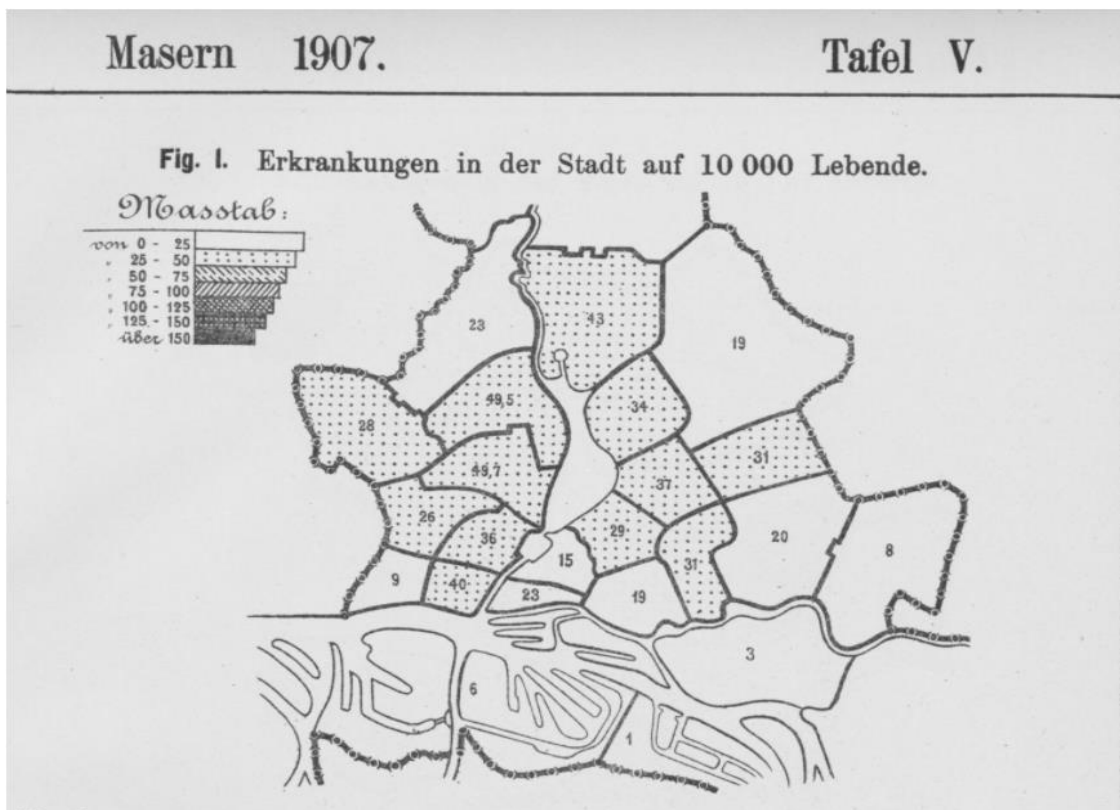 Masern 1907. Tafel V.
Fig. I. Erkrankungen in der Stadt auf 10 000 Lebende.
Masstab:
von 0 - 25
„ 25 - 50
„ 50 - 75
„ 75 - 100
„ 100 - 125
„ 125 - 150
über 150
23
43
19
49,5
34
28
31
49,7
37
26
36
29
20
8
15
31
9
40
23
19
3
6
1